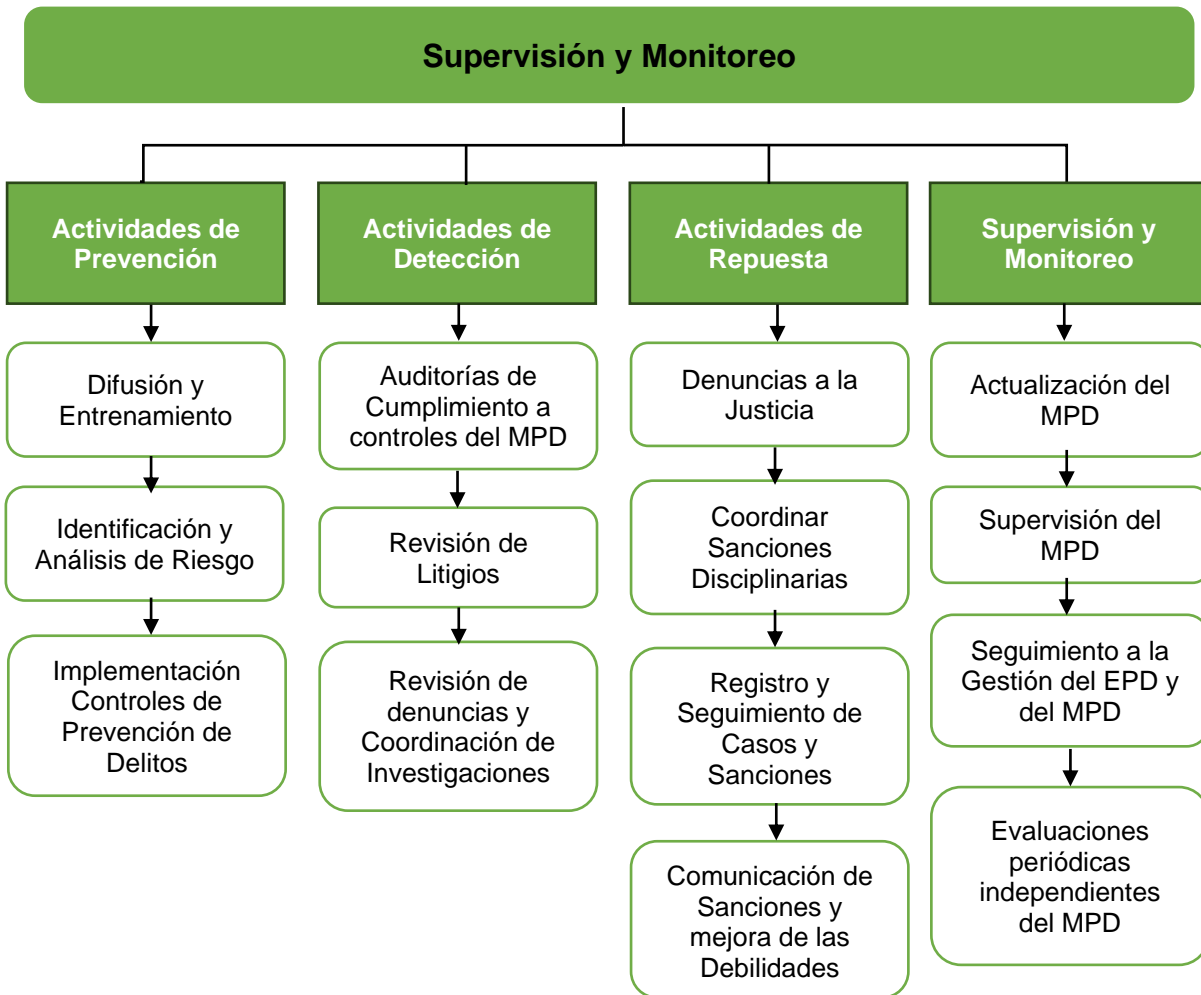 Supervisión y Monitoreo
Actividades de
Prevención
Difusión y
Entrenamiento
Identificación y
Análisis de Riesgo
Implementación
Controles de
Prevención de
Delitos
Actividades de
Detección
Auditorías de
Cumplimiento a
controles del MPD
Revisión de
Litigios
Revisión de
denuncias y
Coordinación de
Investigaciones
Actividades de
Repuesta
Denuncias a la
Justicia
Coordinar
Sanciones
Disciplinarias
Registro y
Seguimiento de
Casos y
Sanciones
Comunicación de
Sanciones y
mejora de las
Debilidades
Supervisión y
Monitoreo
Actualización del
MPD
Supervisión del
MPD
Seguimiento a la
Gestión del EPD y
del MPD
Evaluaciones
periódicas
independientes
del MPD